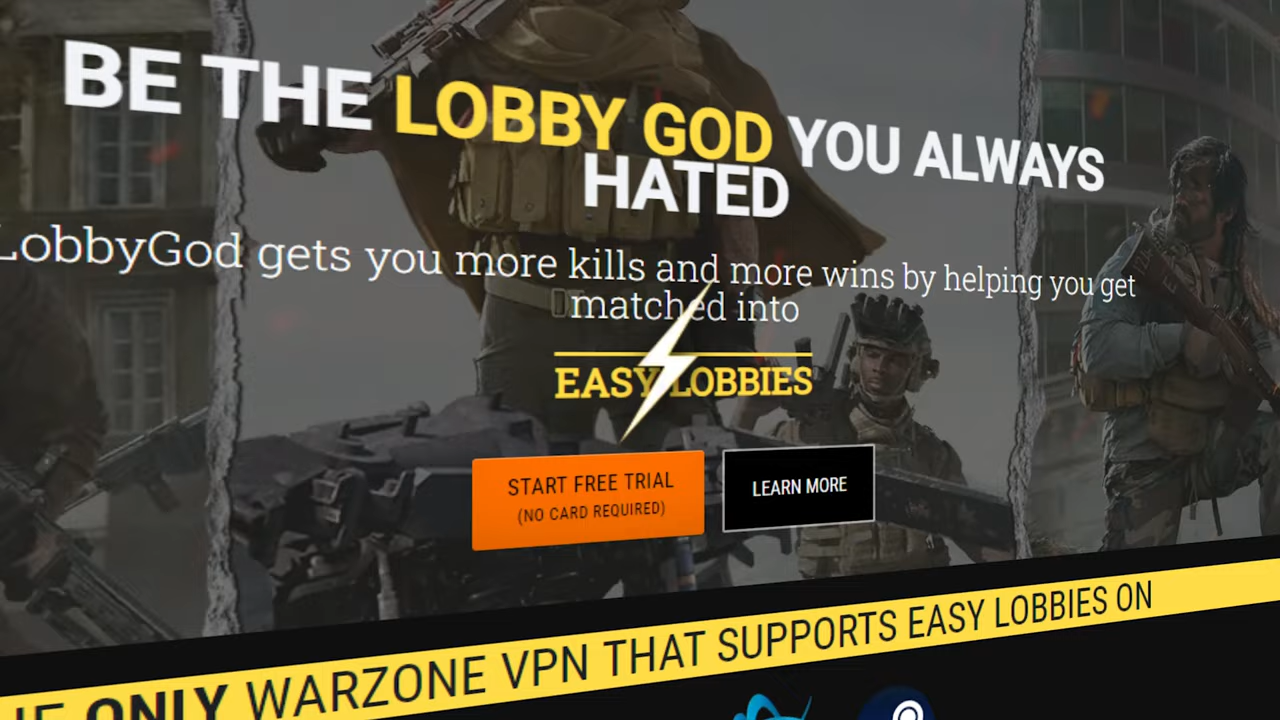 BE THE LOBBY GOD YOU ALWAYS
HATED
LobbyGod gets you more kills and more wins by helping you get
matched into
EASY LOBBIES
START FREE TRIAL
(NO CARD REQUIRED)
LEARN MORE
ONLY WARZONE VPN THAT SUPPORTS EASY LOBBIES ON